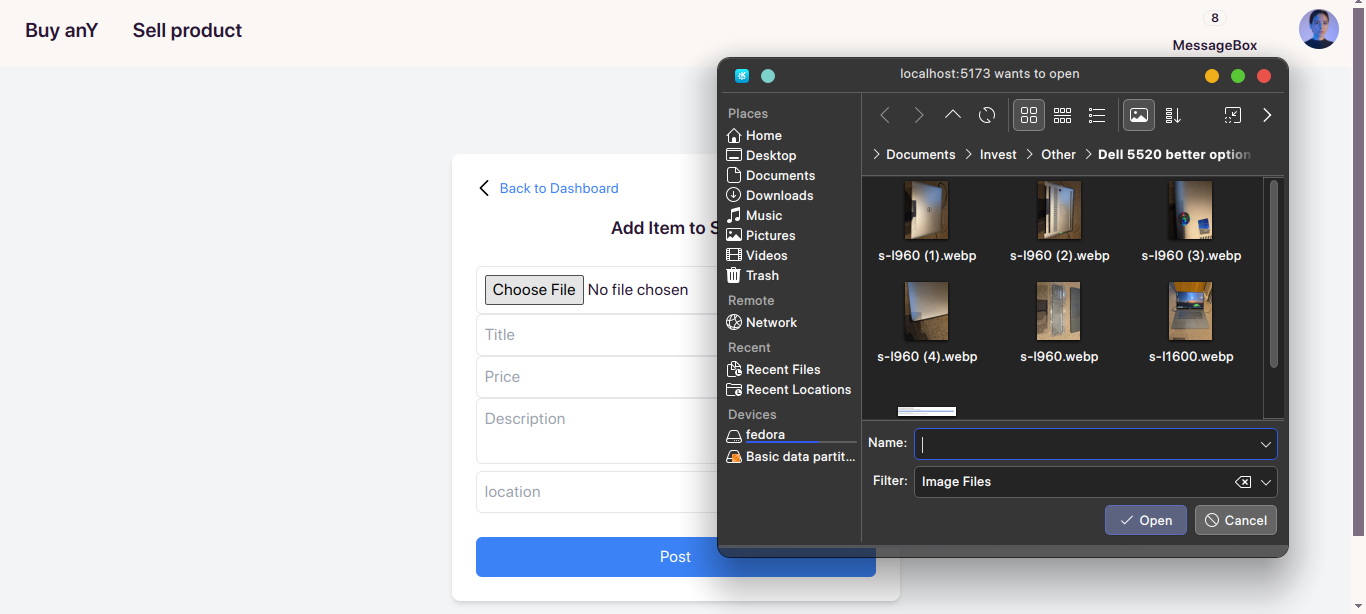 Buy anY
Sell product
8
MessageBox
Back to Dashboard
Add Item to S
Choose File No file chosen
Title
Price
Description
location
Post
localhost:5173 wants to open
Places
Home
Desktop
Documents
Downloads
Music
Pictures
Videos
Trash
Remote
Network
Recent
Recent Files
Recent Locations
Devices
fedora
Basic data partit...
> Documents > Invest > Other > Dell 5520 better option
s-l960 (1).webp
s-l960 (2).webp
s-l960 (3).webp
s-l960 (4).webp
s-l960.webp
s-l1600.webp
Name:
Filter:
Image Files
Open
Cancel